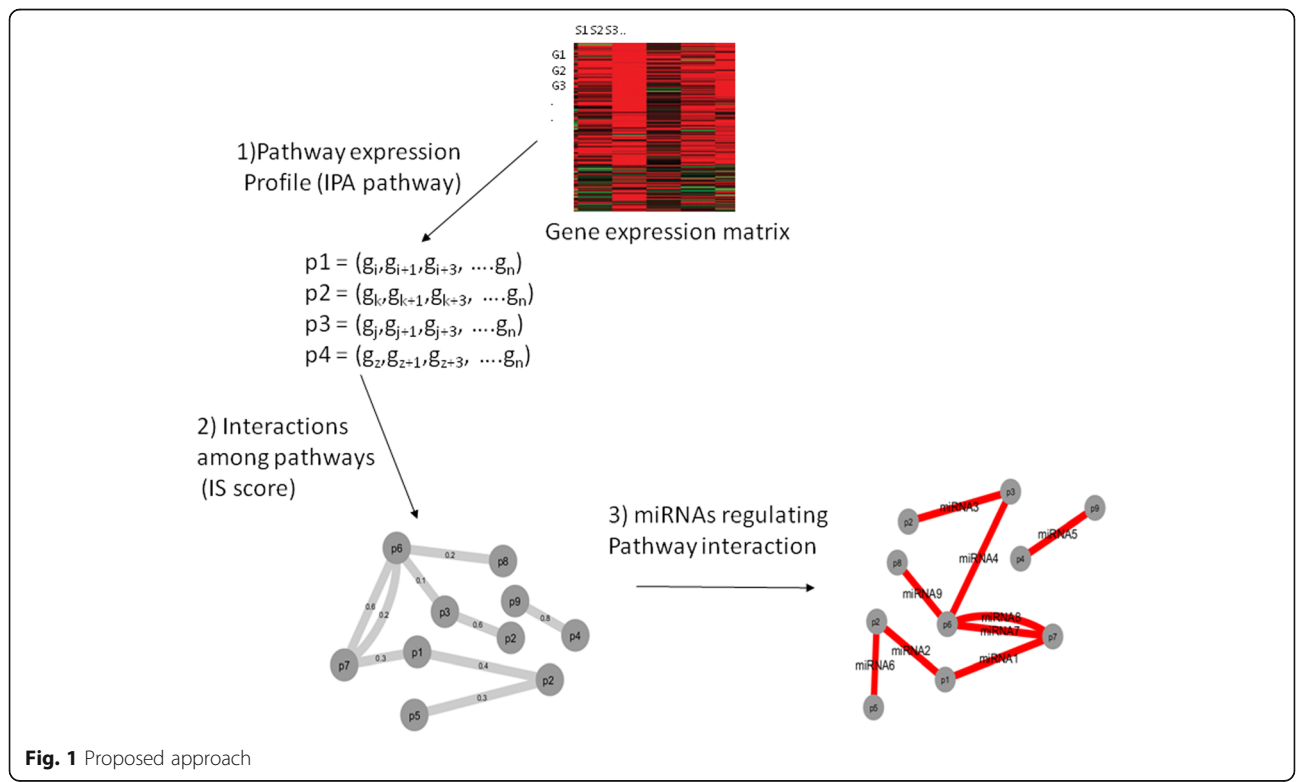 S1 S2 S3 ..
G1
G2
G3
.
.
Gene expression matrix
1)Pathway expression
Profile (IPA pathway)
p1 = (gi,gi+1,gi+3, ....gn)
p2 = (gk,gk+1,gk+3, ....gn)
p3 = (gj,gj+1,gj+3, ....gn)
p4 = (gz,gz+1,gz+3, ....gn)
2) Interactions
among pathways
(IS score)
p6
0.2
p8
0.1
0.6
0.2
p3
0.6
p2
p9
0.8
p4
p7
0.3
p1
0.4
p2
0.3
p5
3) miRNAs regulating
Pathway interaction
p3
miRNA3
p2
p9
miRNA5
p4
miRNA4
p8
miRNA9
p6
miRNA8
miRNA7
p7
p2
miRNA2
miRNA1
miRNA6
p1
p5
Fig. 1 Proposed approach